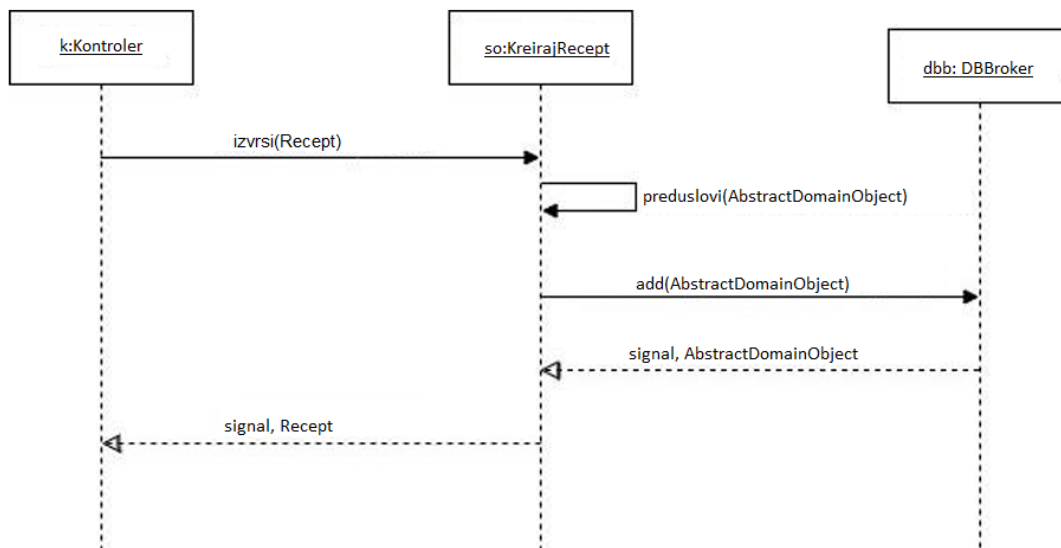 k:Kontroler
so:KreirajRecept
dbb: DBBroker
izvrsi(Recept)
preduslovi(AbstractDomainObject)
add(AbstractDomainObject)
signal, AbstractDomainObject
signal, Recept